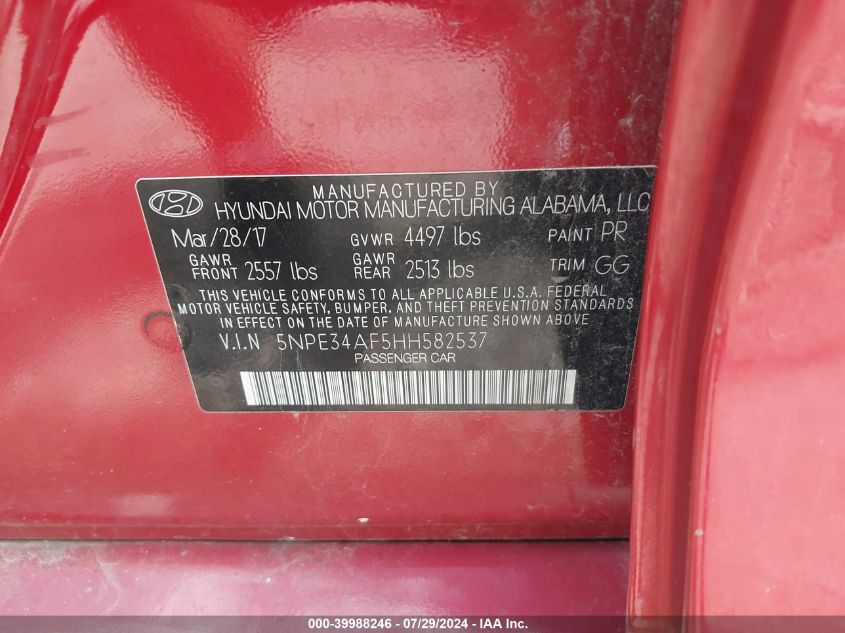 MANUFACTURED BY
HYUNDAI MOTOR MANUFACTURING ALABAMA, LLC
Mar/28/17 GVWR 4497 lbs PAINT PR
GAWR FRONT 2557 lbs GAWR REAR 2513 lbs TRIM GG
THIS VEHICLE CONFORMS TO ALL APPLICABLE U.S.A. FEDERAL
MOTOR VEHICLE SAFETY, BUMPER, AND THEFT PREVENTION STANDARDS
IN EFFECT ON THE DATE OF MANUFACTURE SHOWN ABOVE
V.I.N 5NPE34AF5HH582537
PASSENGER CAR
000-39988246 - 07/29/2024 - IAA Inc.